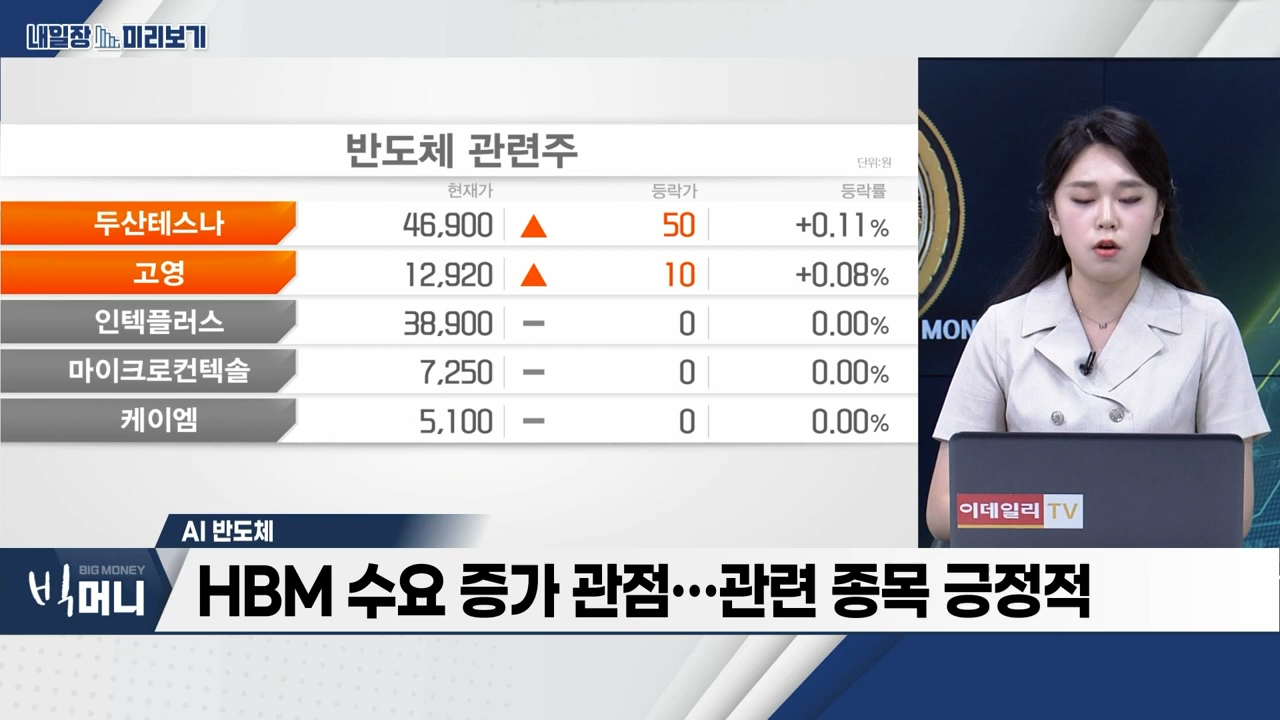 내일장 미리보기
반도체 관련주
단위:원
현재가 등락가 등락률
두산테스나 46,900 ▲ 50 +0.11%
고영 12,920 ▲ 10 +0.08%
인텍플러스 38,900 - 0 0.00%
마이크로컨텍솔 7,250 - 0 0.00%
케이엠 5,100 - 0 0.00%
MON
이데일리TV
AI 반도체
BIG MONEY
빅머니
HBM 수요 증가 관점…관련 종목 긍정적